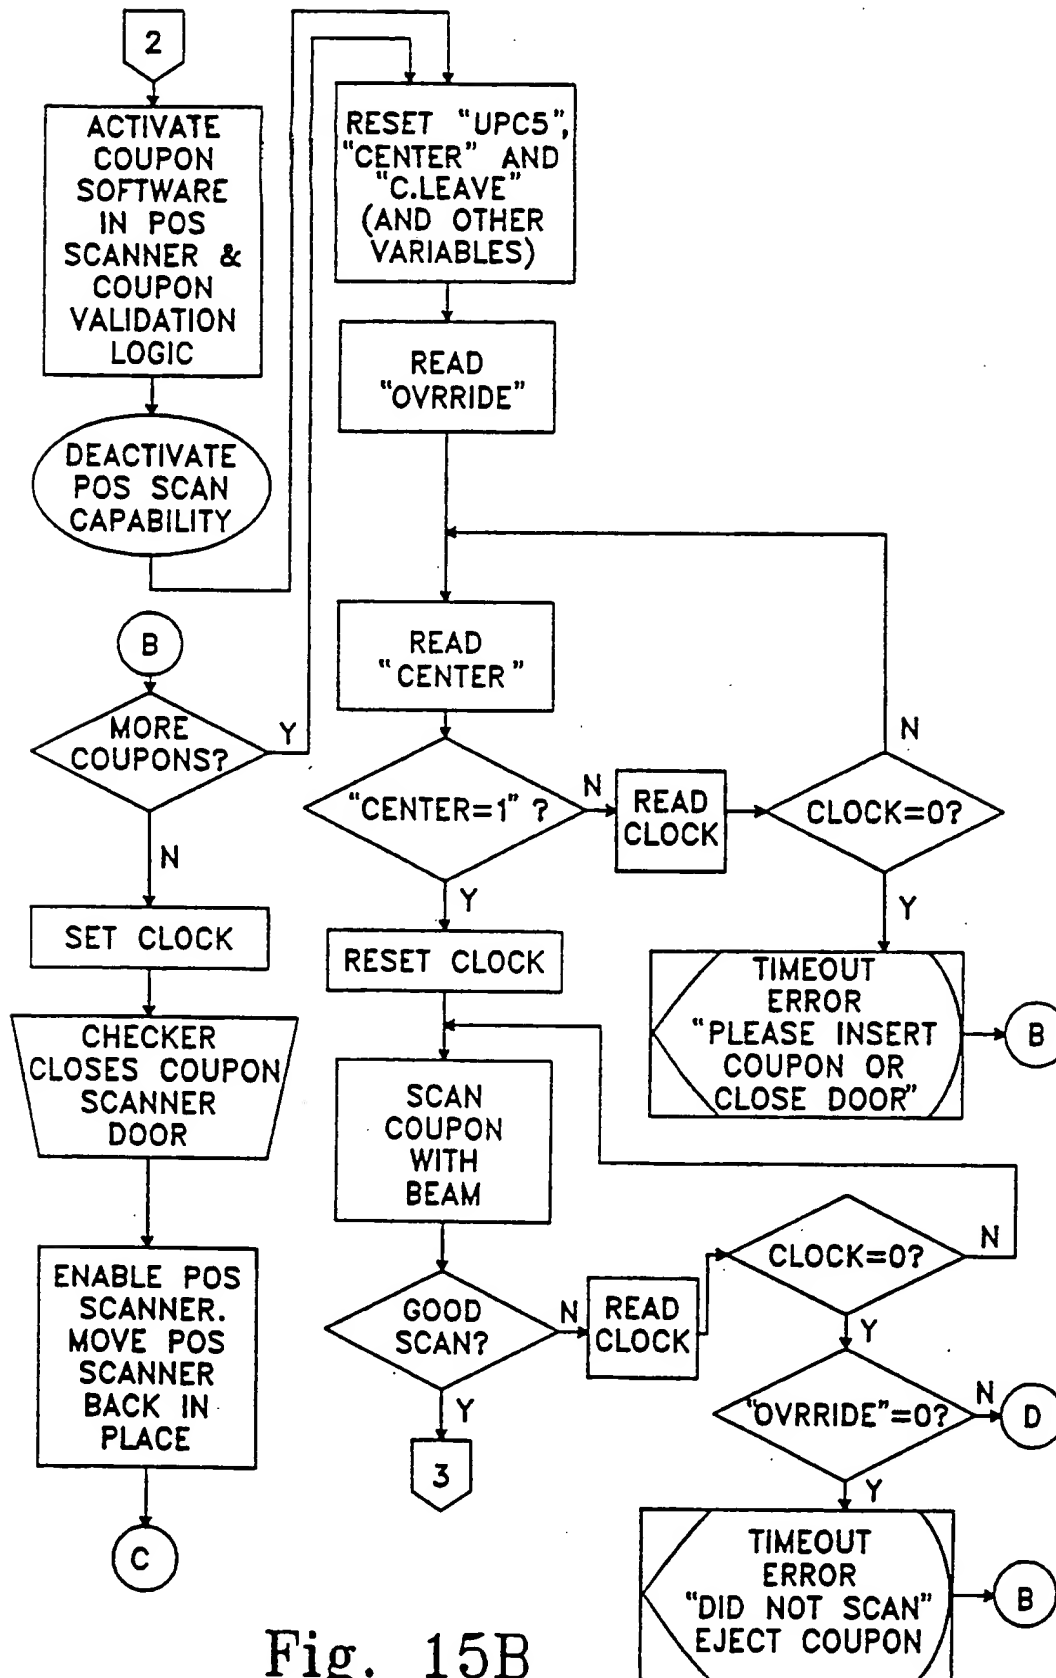 2
ACTIVATE
COUPON
SOFTWARE
IN POS
SCANNER &
COUPON
VALIDATION
LOGIC
DEACTIVATE
POS SCAN
CAPABILITY
B
MORE
COUPONS?
Y
N
SET CLOCK
CHECKER
CLOSES COUPON
SCANNER
DOOR
ENABLE POS
SCANNER.
MOVE POS
SCANNER
BACK IN
PLACE
C
RESET "UPC5",
"CENTER" AND
"C.LEAVE"
(AND OTHER
VARIABLES)
READ
"OVRRIDE"
READ
"CENTER"
"CENTER=1" ?
N
READ
CLOCK
CLOCK=0?
N
Y
TIMEOUT
ERROR
"PLEASE INSERT
COUPON OR
CLOSE DOOR"
B
Y
RESET CLOCK
SCAN
COUPON
WITH
BEAM
GOOD
SCAN?
N
READ
CLOCK
CLOCK=0?
N
Y
"OVRRIDE"=0?
N
D
Y
TIMEOUT
ERROR
"DID NOT SCAN"
EJECT COUPON
B
Y
3
Fig. 15B